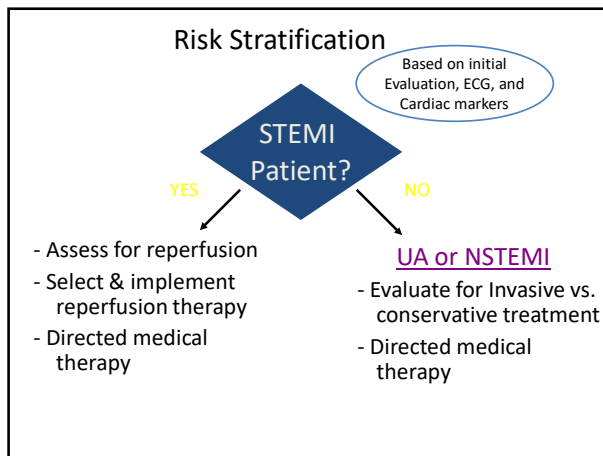 Risk Stratification
Based on initial
Evaluation, ECG, and
Cardiac markers
STEMI
Patient?
YES
NO
- Assess for reperfusion
- Select & implement
reperfusion therapy
- Directed medical
therapy
UA or NSTEMI
- Evaluate for Invasive vs.
conservative treatment
- Directed medical
therapy